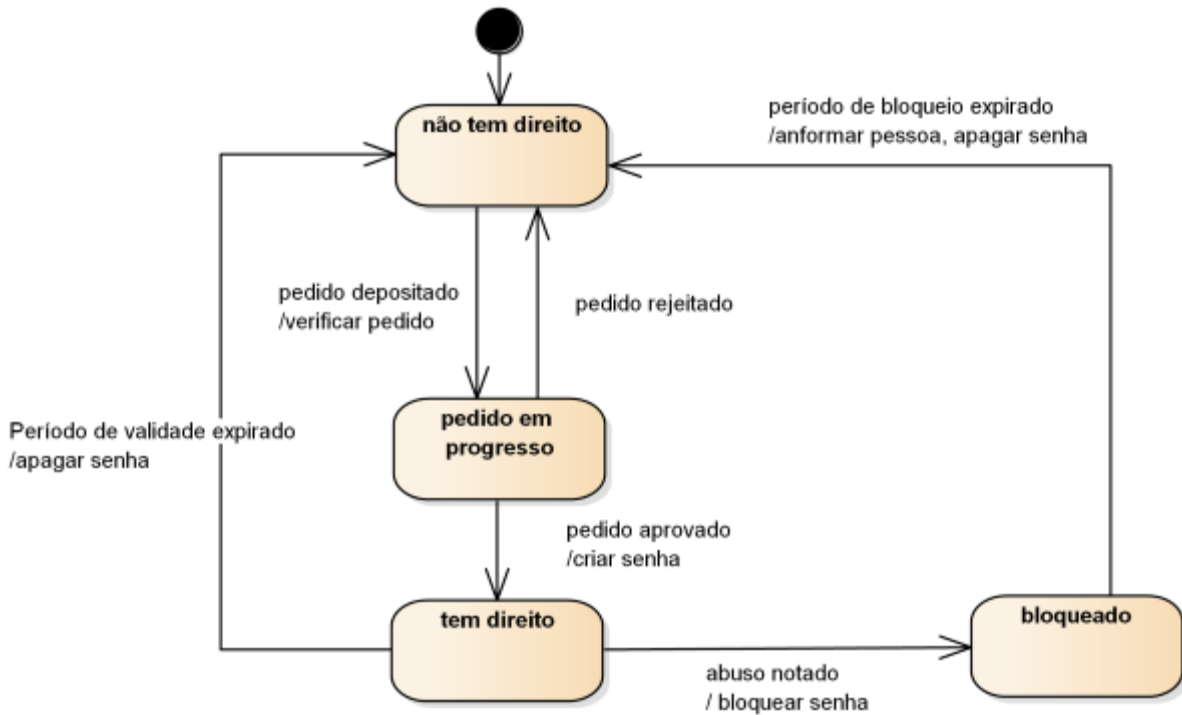 não tem direito
período de bloqueio expirado
/anformar pessoa, apagar senha
pedido depositado
/verificar pedido
pedido rejeitado
pedido em
progresso
Período de validade expirado
/apagar senha
pedido aprovado
/criar senha
tem direito
bloqueado
abuso notado
/ bloquear senha